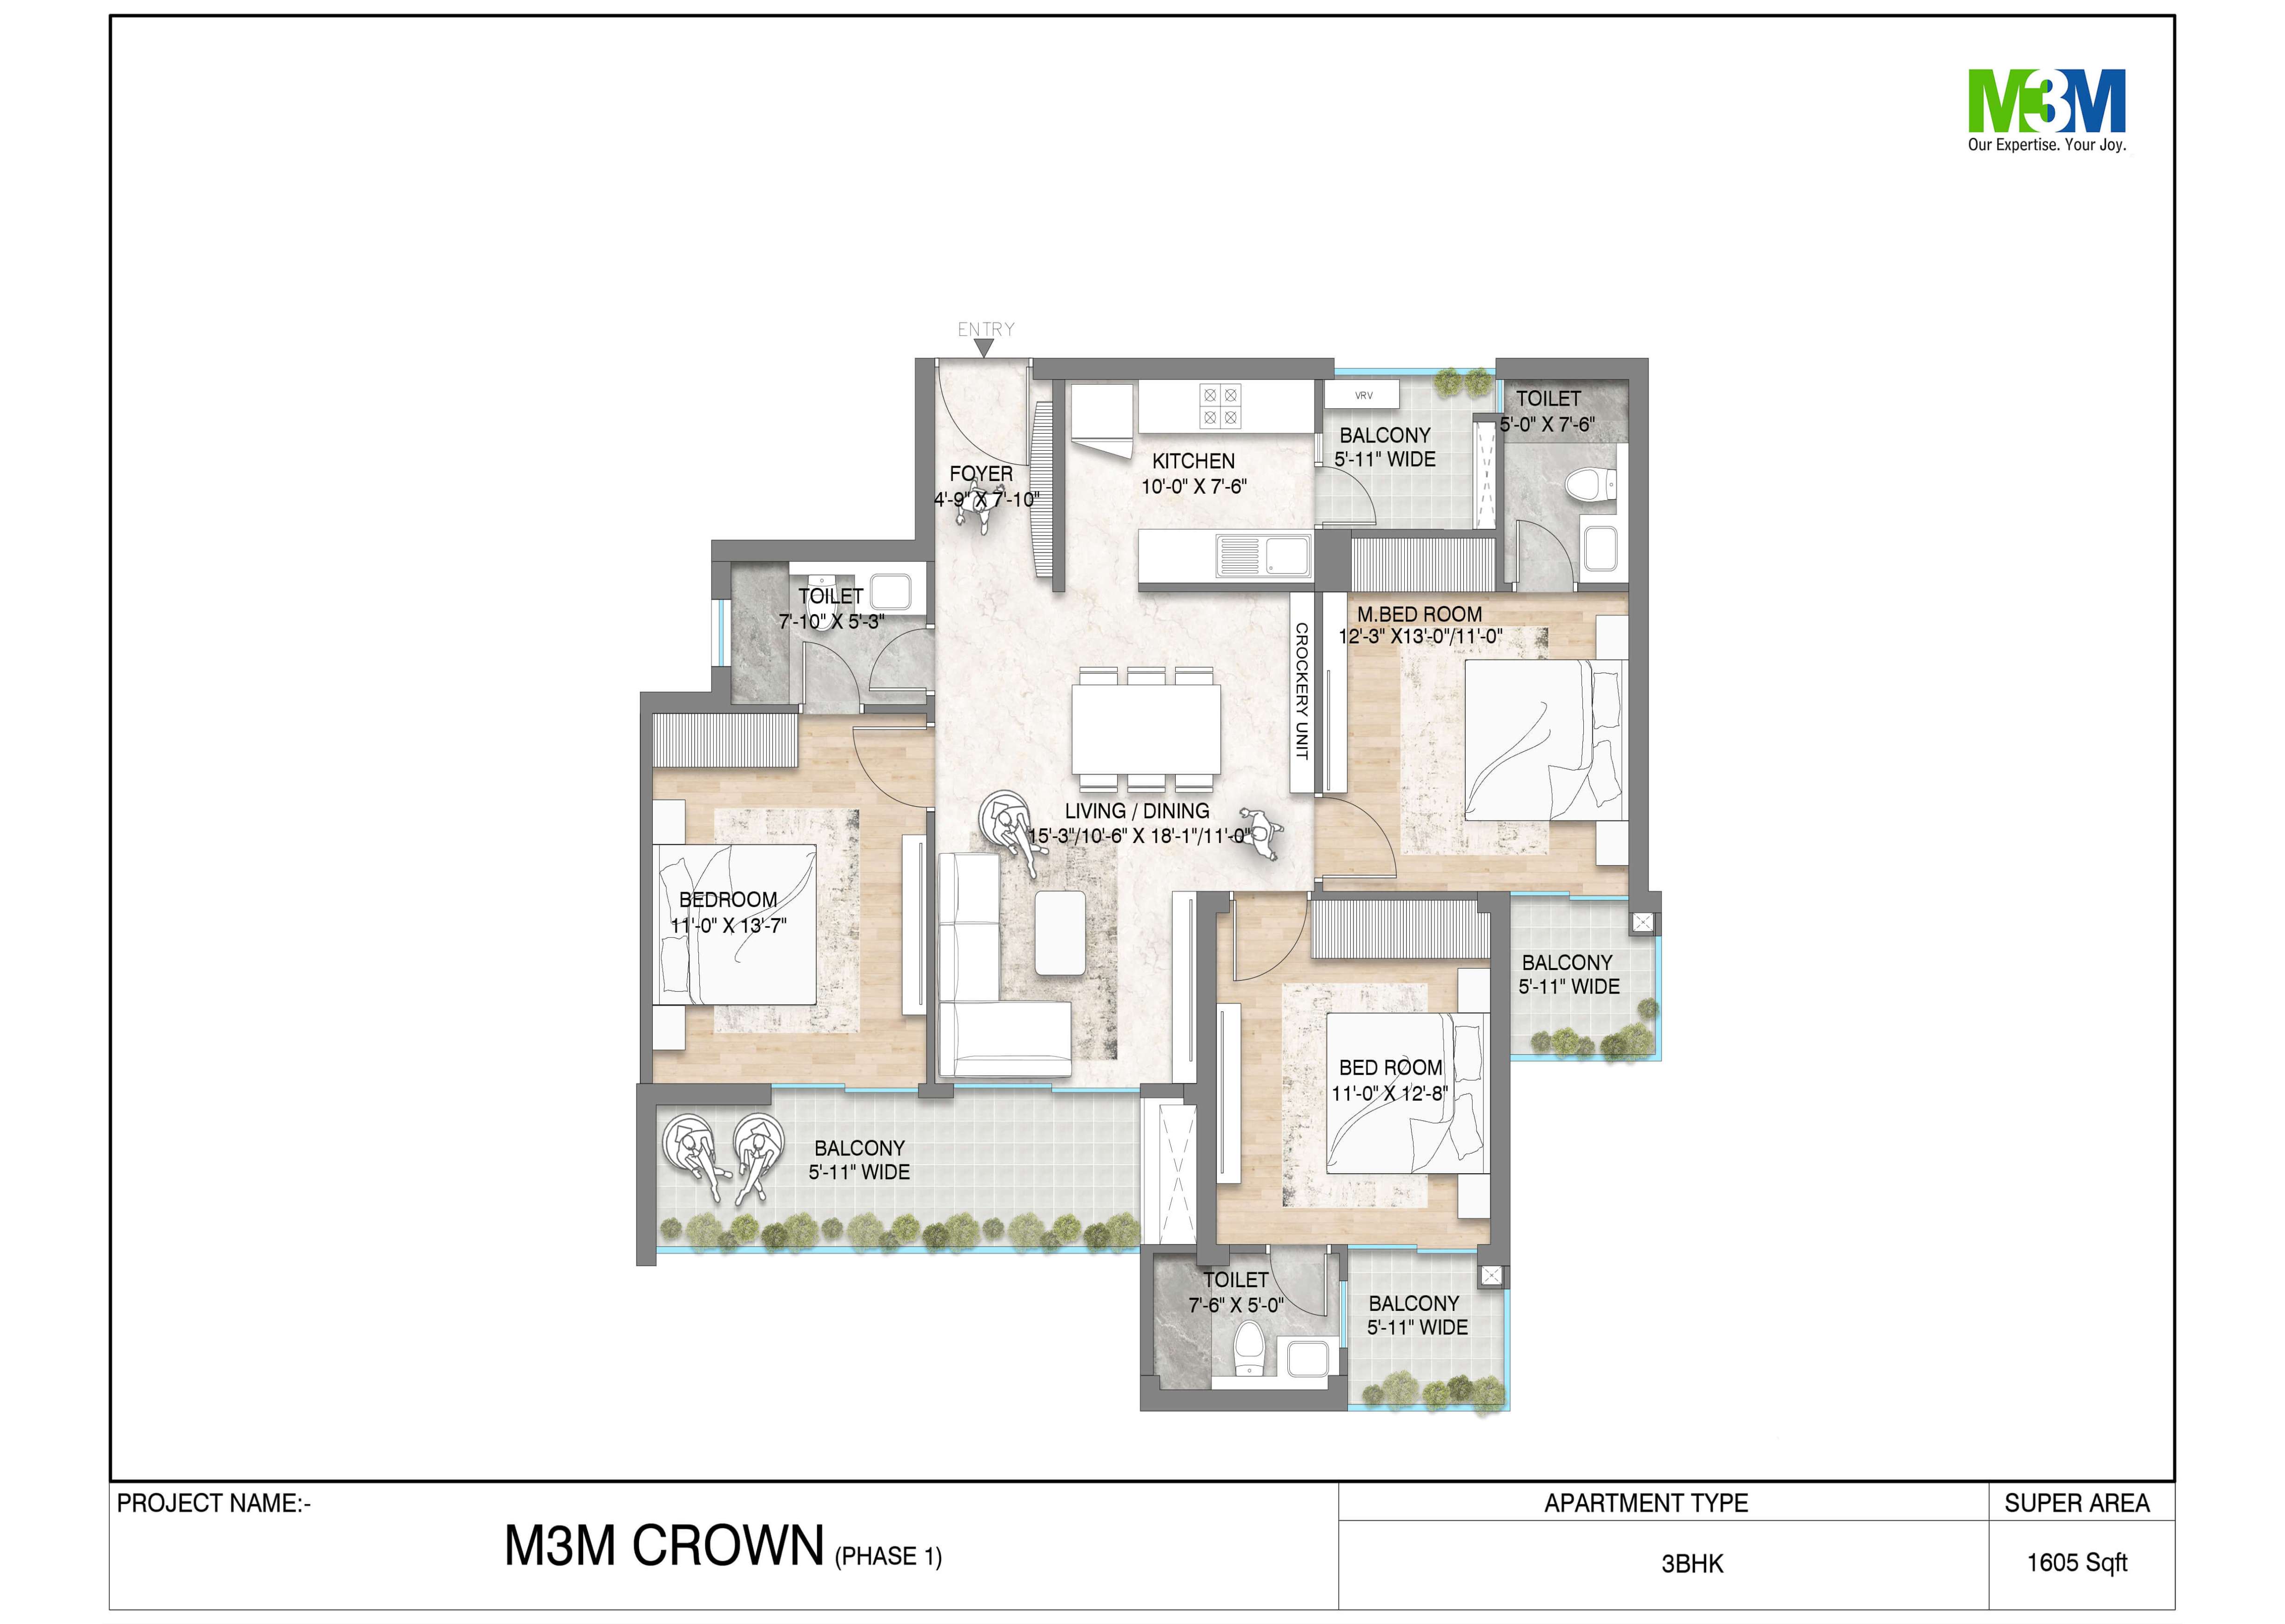 M3M
Our Expertise. Your Joy.
ENTRY
TOILET
5'-0" X 7'-6"
VRV
BALCONY
5'-11" WIDE
KITCHEN
10'-0" X 7'-6"
FOYER
4'-9" X 7'-10"
TOILET
7'-10" X 5'-3"
M.BED ROOM
12'-3" X13'-0"/11'-0"
CROCKERY UNIT
LIVING / DINING
15'-3"/10'-6" X 18'-1"/11'-0"
BEDROOM
11'-0" X 13'-7"
BALCONY
5'-11" WIDE
BED ROOM
11'-0" X 12'-8"
BALCONY
5'-11" WIDE
TOILET
7'-6" X 5'-0"
BALCONY
5'-11" WIDE
PROJECT NAME:-
M3M CROWN (PHASE 1)
APARTMENT TYPE
3BHK
SUPER AREA
1605 Sqft